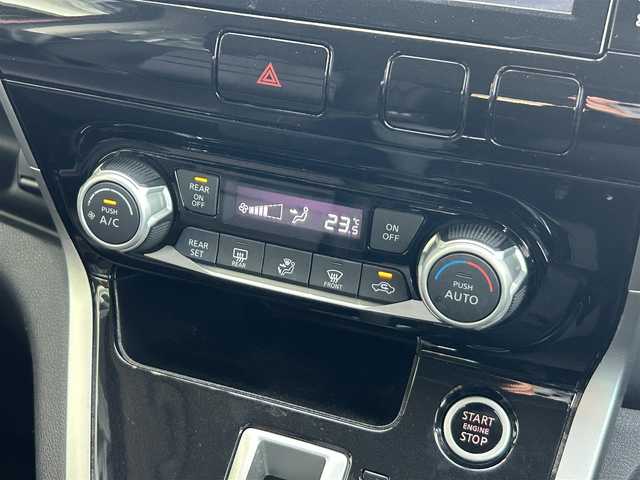 REAR
ON
OFF
PUSH
A/C
23.5
°C
ON
OFF
REAR
SET
REAR
FRONT
PUSH
AUTO
START
ENGINE
STOP